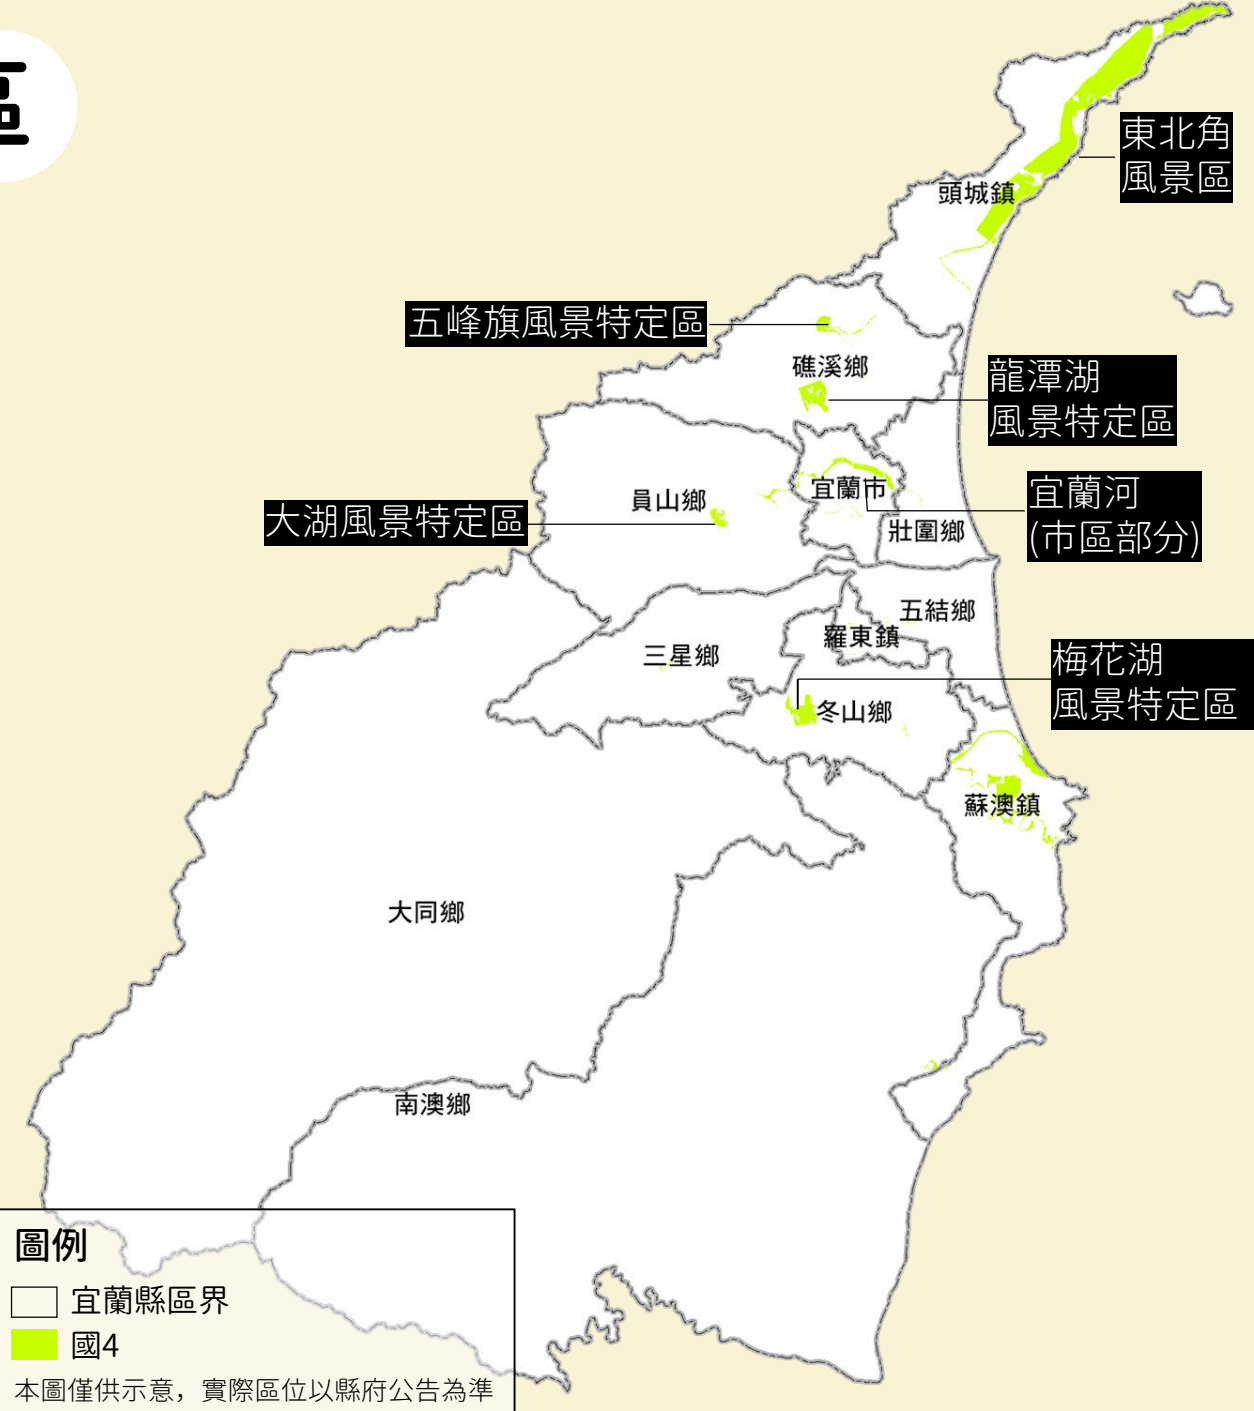 區
東北角
風景區
頭城鎮
五峰旗風景特定區
礁溪鄉
龍潭湖
風景特定區
宜蘭市
宜蘭河
(市區部分)
員山鄉
大湖風景特定區
壯圍鄉
五結鄉
羅東鎮
三星鄉
梅花湖
風景特定區
冬山鄉
蘇澳鎮
大同鄉
南澳鄉
圖例
宜蘭縣區界
國4
本圖僅供示意，實際區位以縣府公告為準